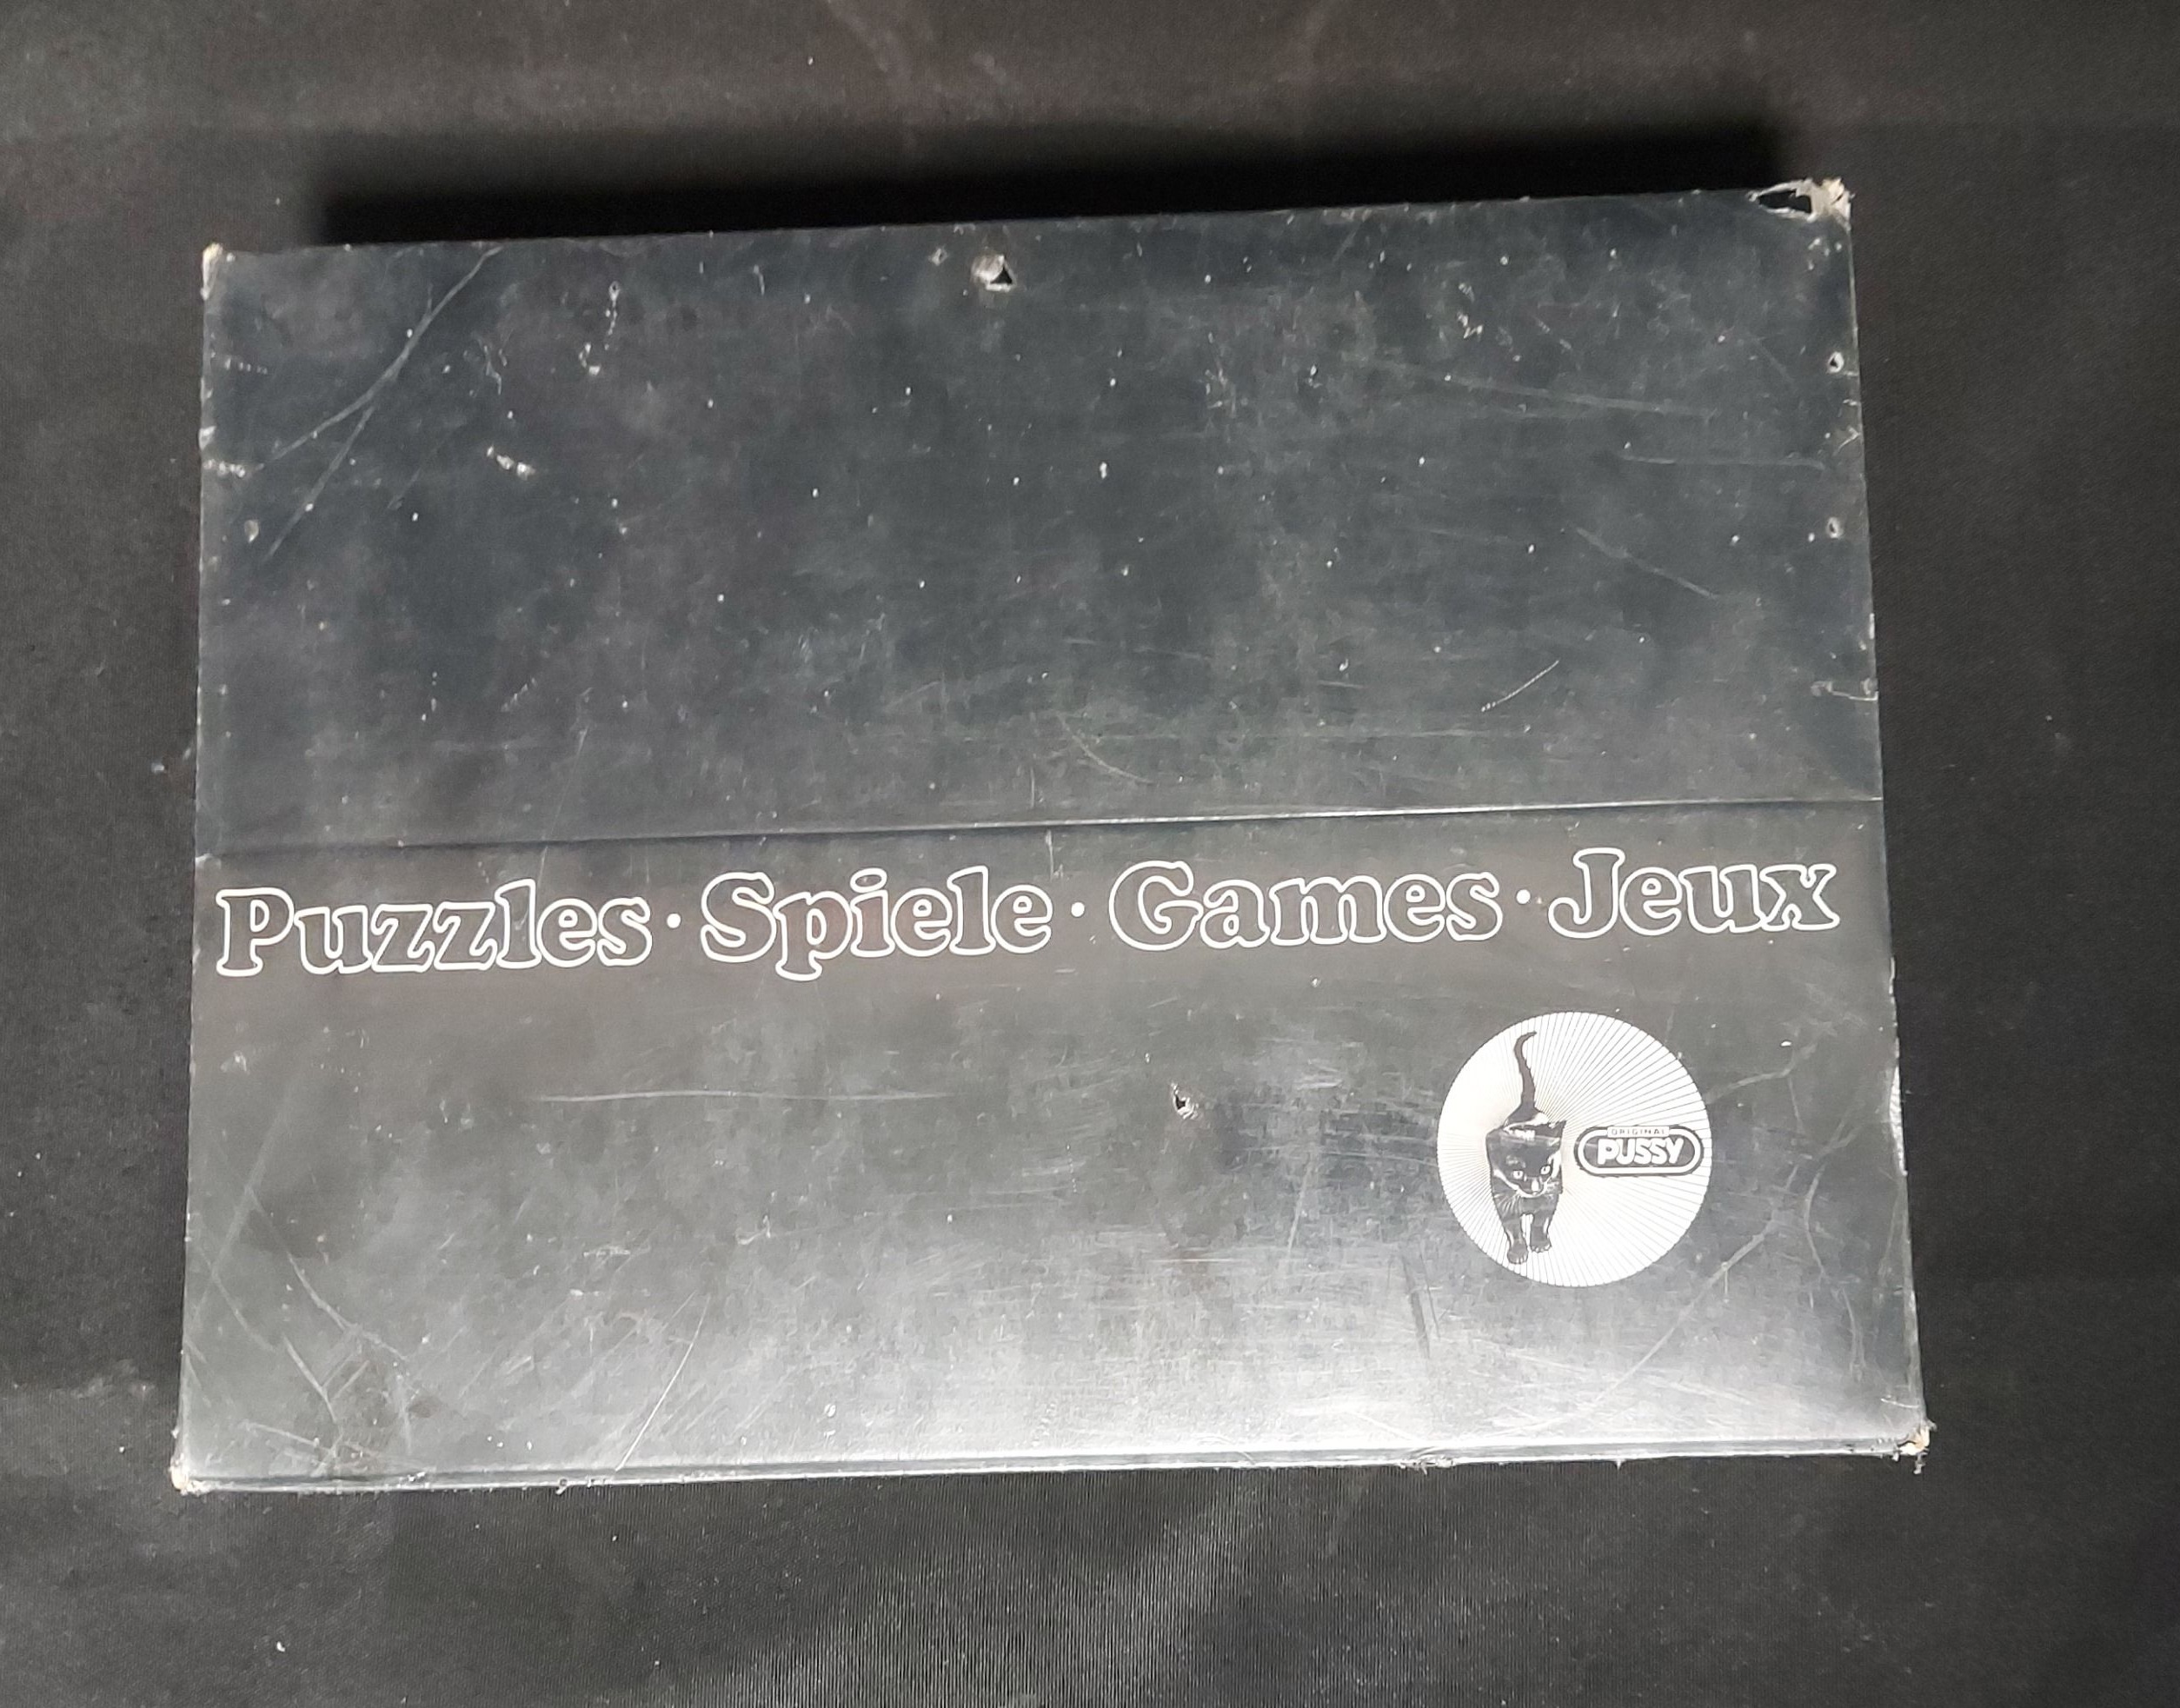 Puzzles · Spiele · Games · Jeux
ORIGINAL
PUSSY